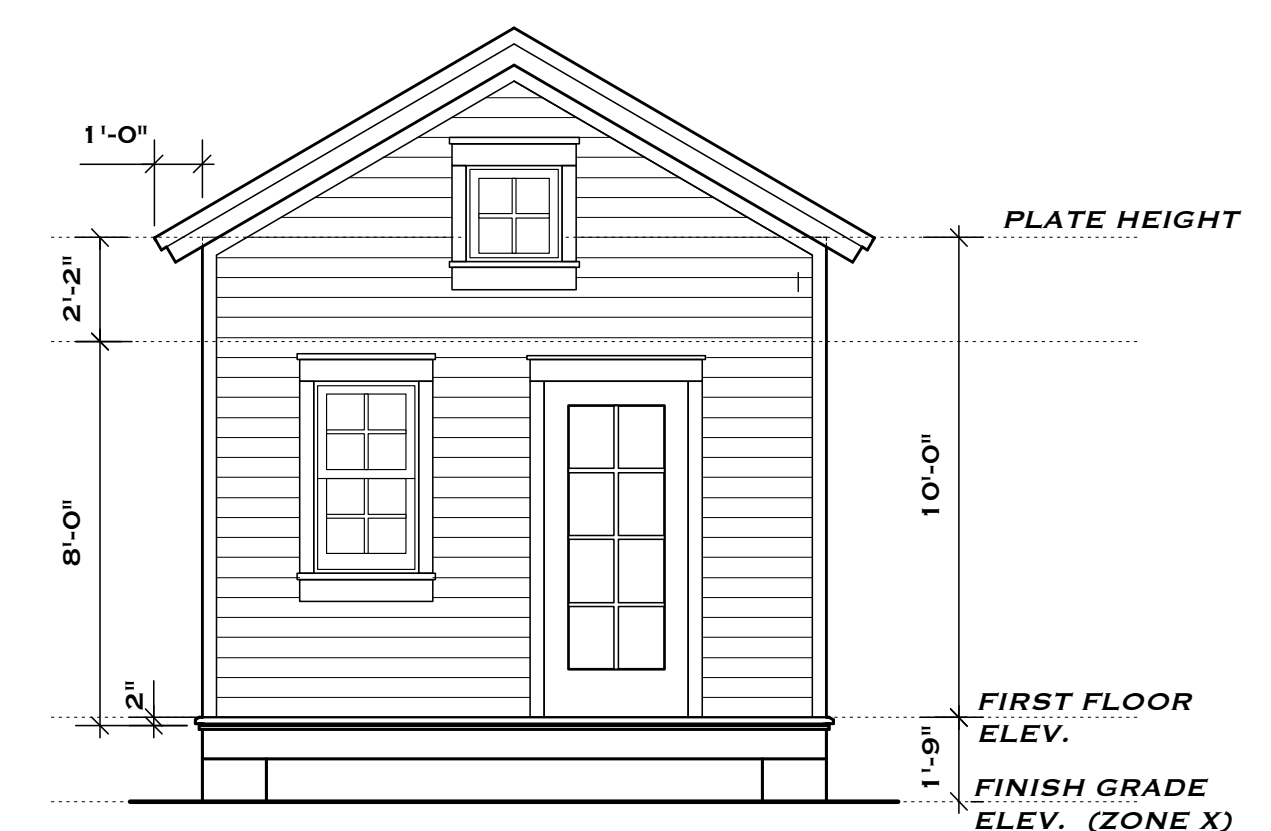 1'-0"
PLATE HEIGHT
2'-2"
10'-0"
8'-0"
2"
FIRST FLOOR
ELEV.
1'-9"
FINISH GRADE
ELEV. (ZONE X)